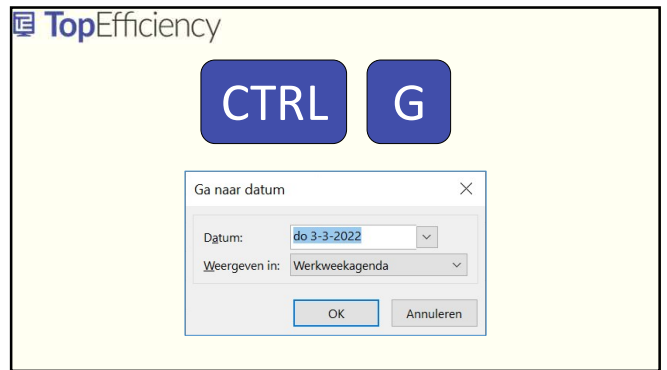 TopEfficiency
CTRL G
Ga naar datum
Datum: do 3-3-2022
Weergeven in: Werkweekagenda
OK Annuleren